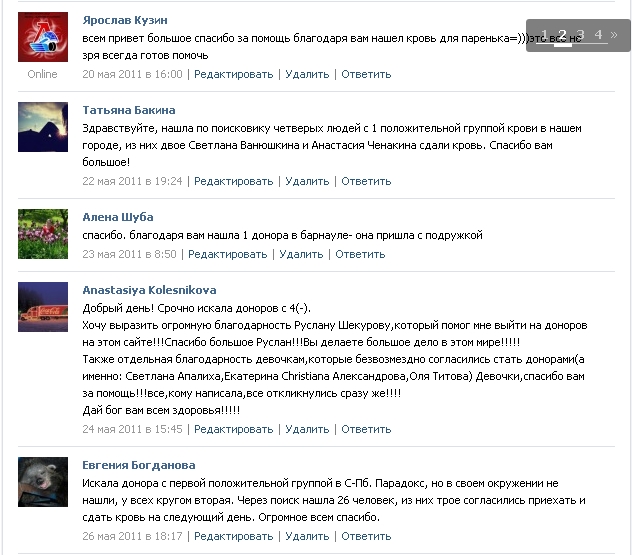 Ярослав Кузин
1 2 3 4 »
всем привет большое спасибо за помощь благодаря вам нашел кровь для паренька=)))это все не
зря всегда готов помочь
Online
20 мая 2011 в 16:00 | Редактировать | Удалить | Ответить
Татьяна Бакина
Здравствуйте, нашла по поисковику четверых людей с 1 положительной группой крови в нашем
городе, из них двое Светлана Ванюшкина и Анастасия Ченакина сдали кровь. Спасибо вам
большое!
22 мая 2011 в 19:24 | Редактировать | Удалить | Ответить
Алена Шуба
спасибо. благодаря вам нашла 1 донора в барнауле- она пришла с подружкой
23 мая 2011 в 8:50 | Редактировать | Удалить | Ответить
Anastasiya Kolesnikova
Добрый день! Срочно искала доноров с 4(-).
Хочу выразить огромную благодарность Руслану Шекурову,который помог мне выйти на доноров
на этом сайте!!!Спасибо большое Руслан!!!Вы делаете большое дело в этом мире!!!!!
Также отдельная благодарность девочкам,которые безвозмездно согласились стать донорами(а
именно: Светлана Апалиха,Екатерина Christiana Александрова,Оля Титова) Девочки,спасибо вам
за помощь!!!все,кому написала,все откликнулись сразу же!!!!
Дай бог вам всем здоровья!!!!!
24 мая 2011 в 15:45 | Редактировать | Удалить | Ответить
Евгения Богданова
Искала донора с первой положительной группой в С-Пб. Парадокс, но в своем окружении не
нашли, у всех кругом вторая. Через поиск нашла 26 человек, из них трое согласились приехать и
сдать кровь на следующий день. Огромное всем спасибо.
26 мая 2011 в 18:17 | Редактировать | Удалить | Ответить